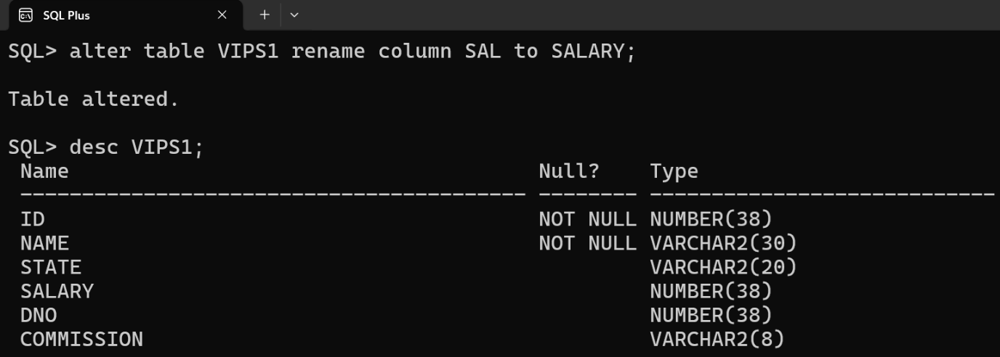 SQL Plus
SQL> alter table VIPS1 rename column SAL to SALARY;
Table altered.
SQL> desc VIPS1;
Name Null? Type
----------------------------------------- -------- ----------------------------
ID NOT NULL NUMBER(38)
NAME NOT NULL VARCHAR2(30)
STATE VARCHAR2(20)
SALARY NUMBER(38)
DNO NUMBER(38)
COMMISSION VARCHAR2(8)